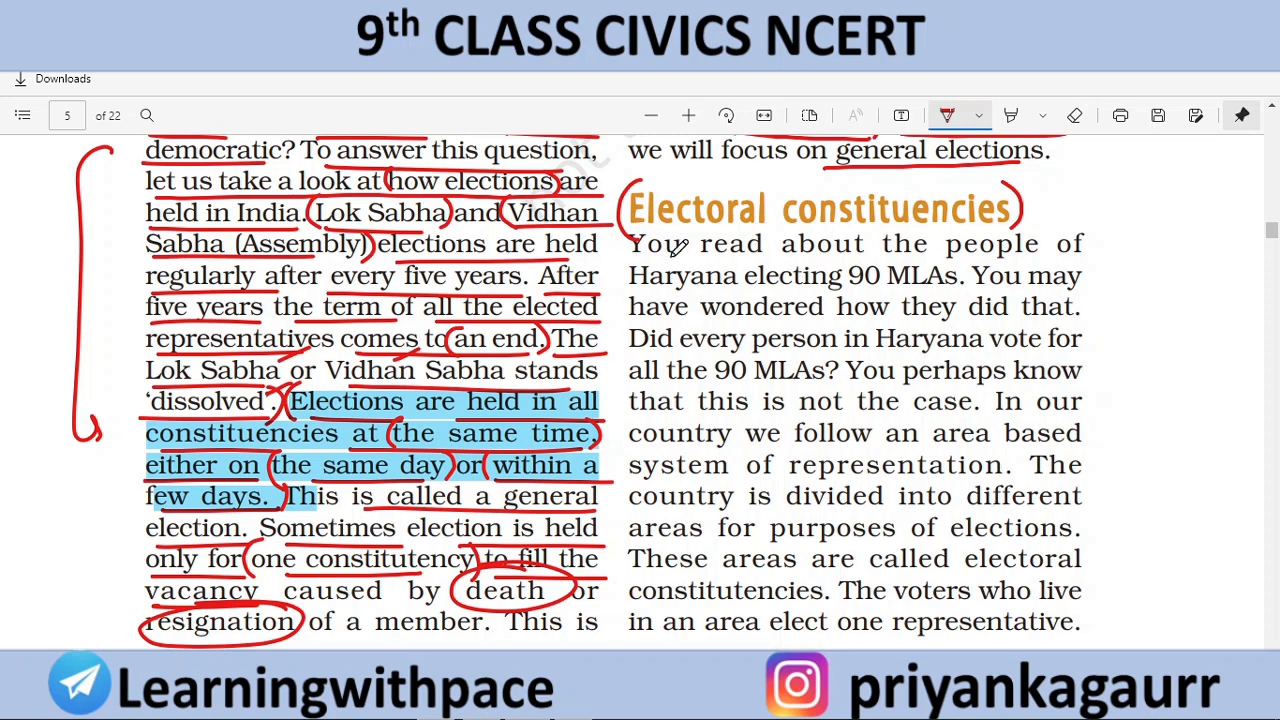 9th CLASS CIVICS NCERT
Downloads
5 of 22
democratic? To answer this question,
let us take a look at how elections are
held in India. Lok Sabha and Vidhan
Sabha (Assembly) elections are held
regularly after every five years. After
five years the term of all the elected
representatives comes to an end. The
Lok Sabha or Vidhan Sabha stands
‘dissolved’. Elections are held in all
constituencies at the same time,
either on the same day or within a
few days. This is called a general
election. Sometimes election is held
only for one constitutency to fill the
vacancy caused by death or
resignation of a member. This is
we will focus on general elections.
Electoral constituencies
You read about the people of
Haryana electing 90 MLAs. You may
have wondered how they did that.
Did every person in Haryana vote for
all the 90 MLAs? You perhaps know
that this is not the case. In our
country we follow an area based
system of representation. The
country is divided into different
areas for purposes of elections.
These areas are called electoral
constitutencies. The voters who live
in an area elect one representative.
Learningwithpace
priyankagaurr